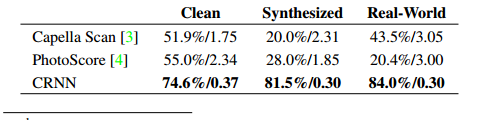 Clean Synthesized Real-World
Capella Scan [3] 51.9%/1.75 20.0%/2.31 43.5%/3.05
PhotoScore [4] 55.0%/2.34 28.0%/1.85 20.4%/3.00
CRNN 74.6%/0.37 81.5%/0.30 84.0%/0.30